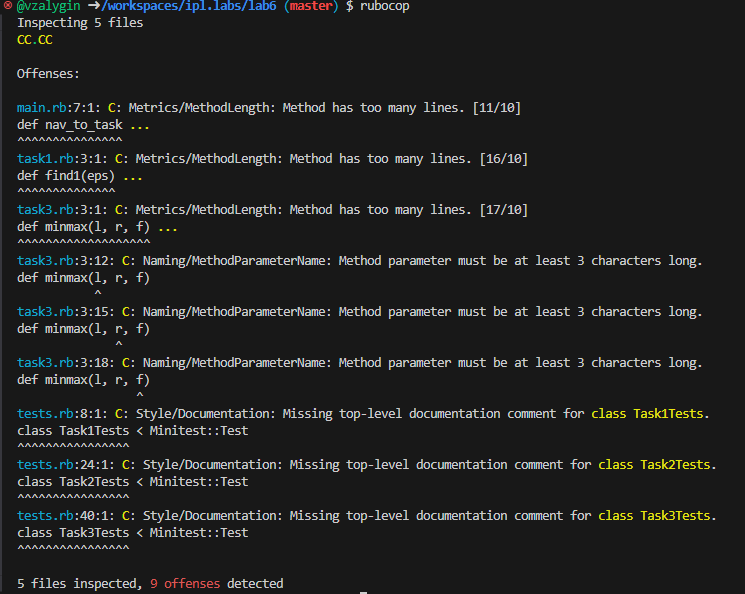 @vzalygin ➜/workspaces/ipl.labs/lab6 (master) $ rubocop
Inspecting 5 files
CC.CC
Offenses:
main.rb:7:1: C: Metrics/MethodLength: Method has too many lines. [11/10]
def nav_to_task ...
^^^^^^^^^^^^^^^
task1.rb:3:1: C: Metrics/MethodLength: Method has too many lines. [16/10]
def find1(eps) ...
^^^^^^^^^^^^^^
task3.rb:3:1: C: Metrics/MethodLength: Method has too many lines. [17/10]
def minmax(l, r, f) ...
^^^^^^^^^^^^^^^^^^^
task3.rb:3:12: C: Naming/MethodParameterName: Method parameter must be at least 3 characters long.
def minmax(l, r, f)
           ^
task3.rb:3:15: C: Naming/MethodParameterName: Method parameter must be at least 3 characters long.
def minmax(l, r, f)
              ^
task3.rb:3:18: C: Naming/MethodParameterName: Method parameter must be at least 3 characters long.
def minmax(l, r, f)
                 ^
tests.rb:8:1: C: Style/Documentation: Missing top-level documentation comment for class Task1Tests.
class Task1Tests < Minitest::Test
^^^^^^^^^^^^^^^^
tests.rb:24:1: C: Style/Documentation: Missing top-level documentation comment for class Task2Tests.
class Task2Tests < Minitest::Test
^^^^^^^^^^^^^^^^
tests.rb:40:1: C: Style/Documentation: Missing top-level documentation comment for class Task3Tests.
class Task3Tests < Minitest::Test
^^^^^^^^^^^^^^^^
5 files inspected, 9 offenses detected